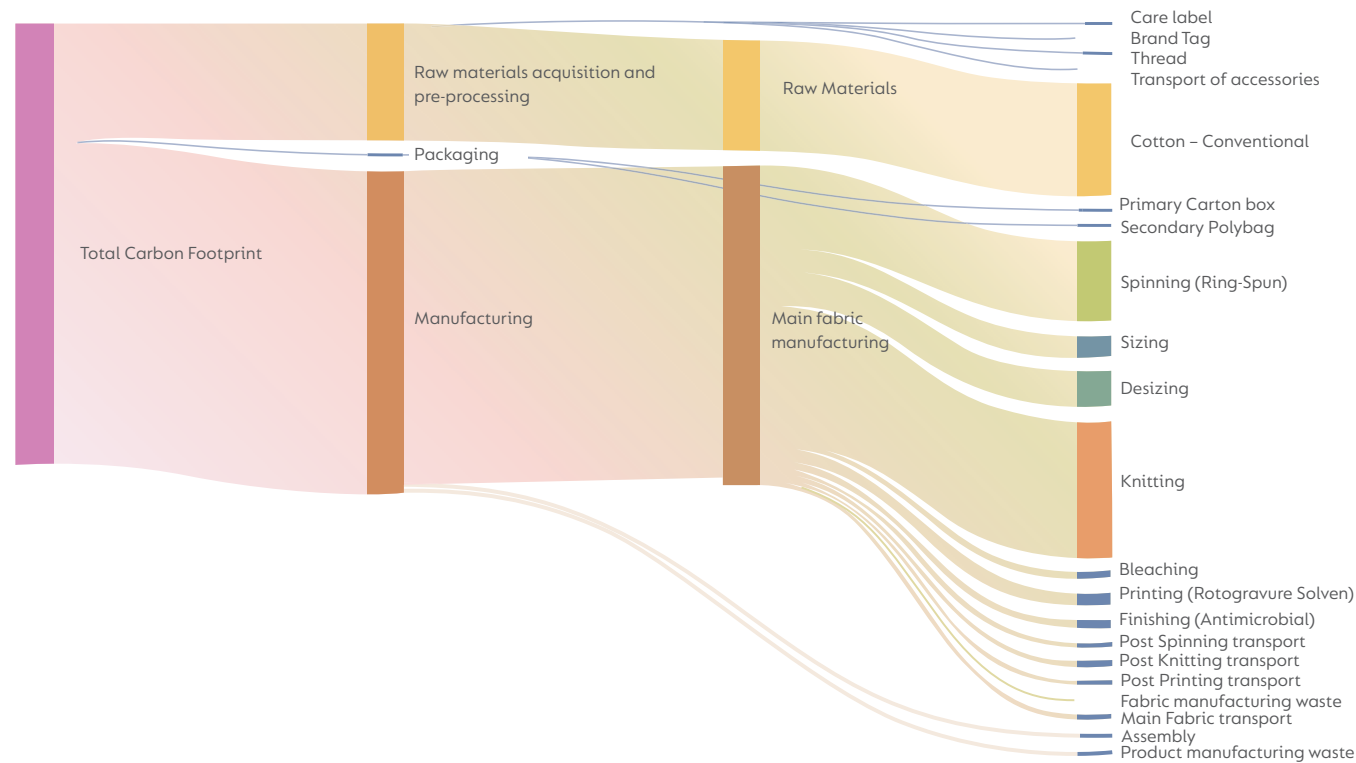 Care label
Brand Tag
Thread
Transport of accessories
Raw materials acquisition and
pre-processing
Raw Materials
Cotton – Conventional
Packaging
Primary Carton box
Secondary Polybag
Total Carbon Footprint
Spinning (Ring-Spun)
Manufacturing
Main fabric
manufacturing
Sizing
Desizing
Knitting
Bleaching
Printing (Rotogravure Solven)
Finishing (Antimicrobial)
Post Spinning transport
Post Knitting transport
Post Printing transport
Fabric manufacturing waste
Main Fabric transport
Assembly
Product manufacturing waste